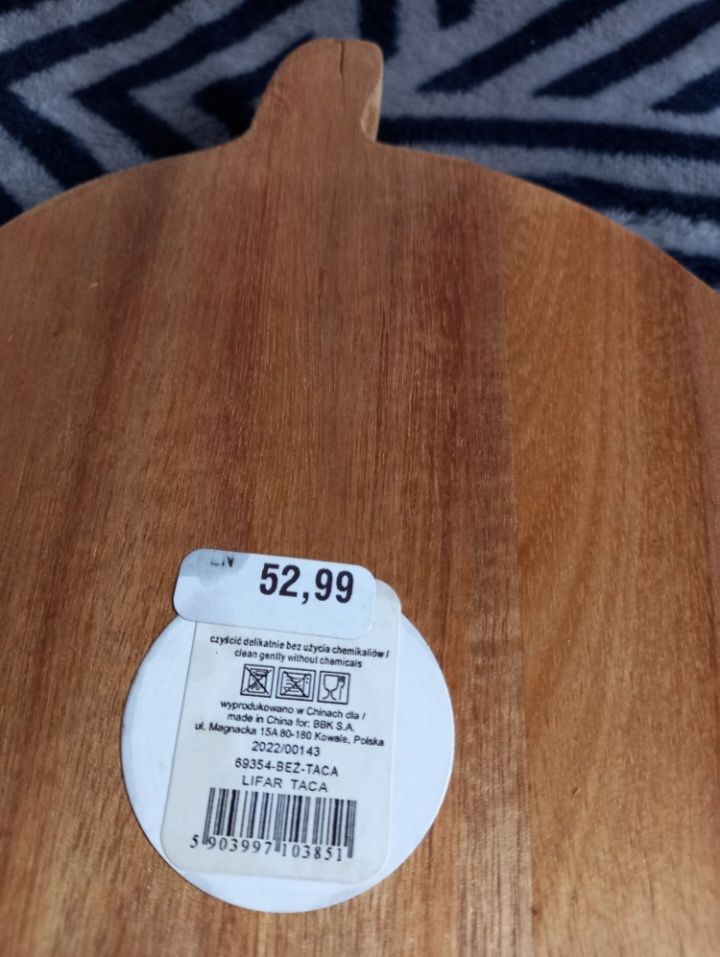 52,99
czyścić delikatnie bez użycia chemikaliów /
clean gently without chemicals
wyprodukowano w Chinach dla /
made in China for: BBK S.A.
ul. Magnacka 15A 80-180 Kowale, Polska
2022/00143
69354-BEŻ-TACA
LIFAR TACA
5 903997 103851